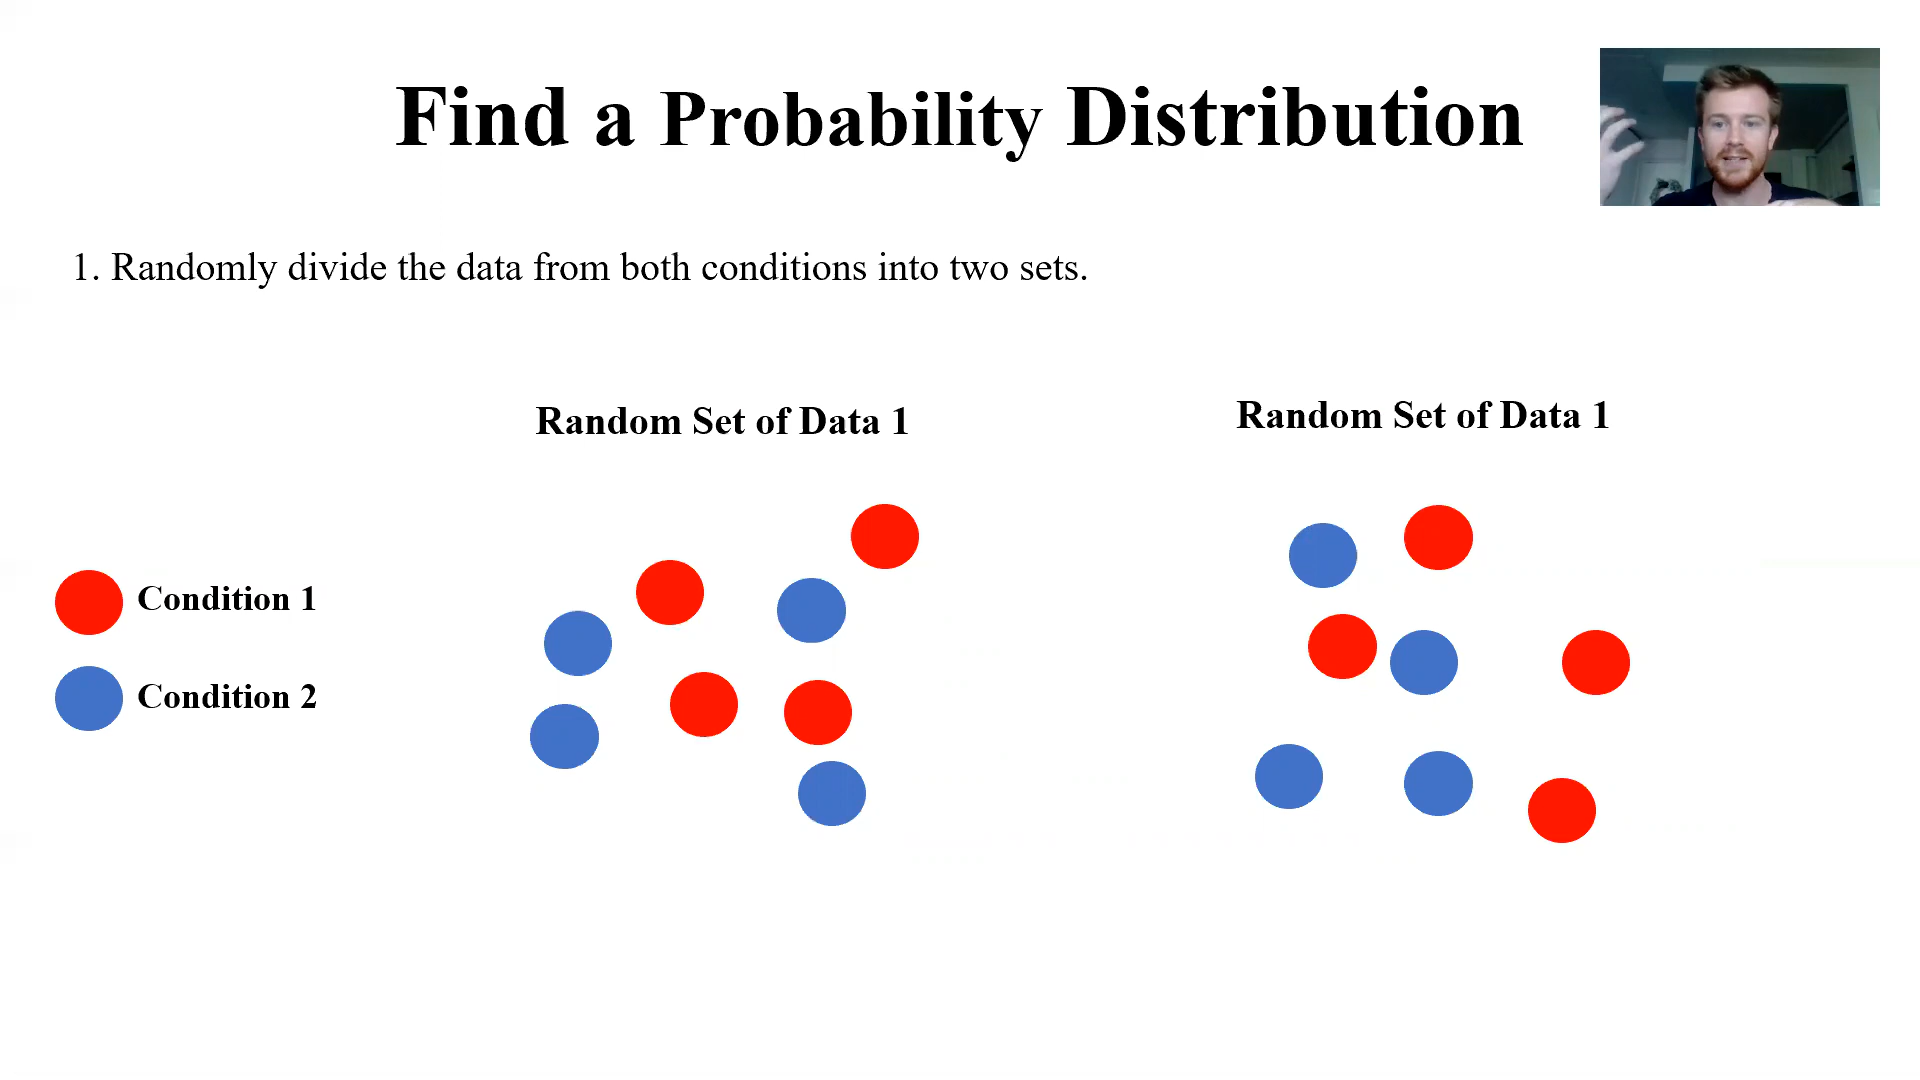 Find a Probability Distribution
1. Randomly divide the data from both conditions into two sets.
Random Set of Data 1
Random Set of Data 1
Condition 1
Condition 2